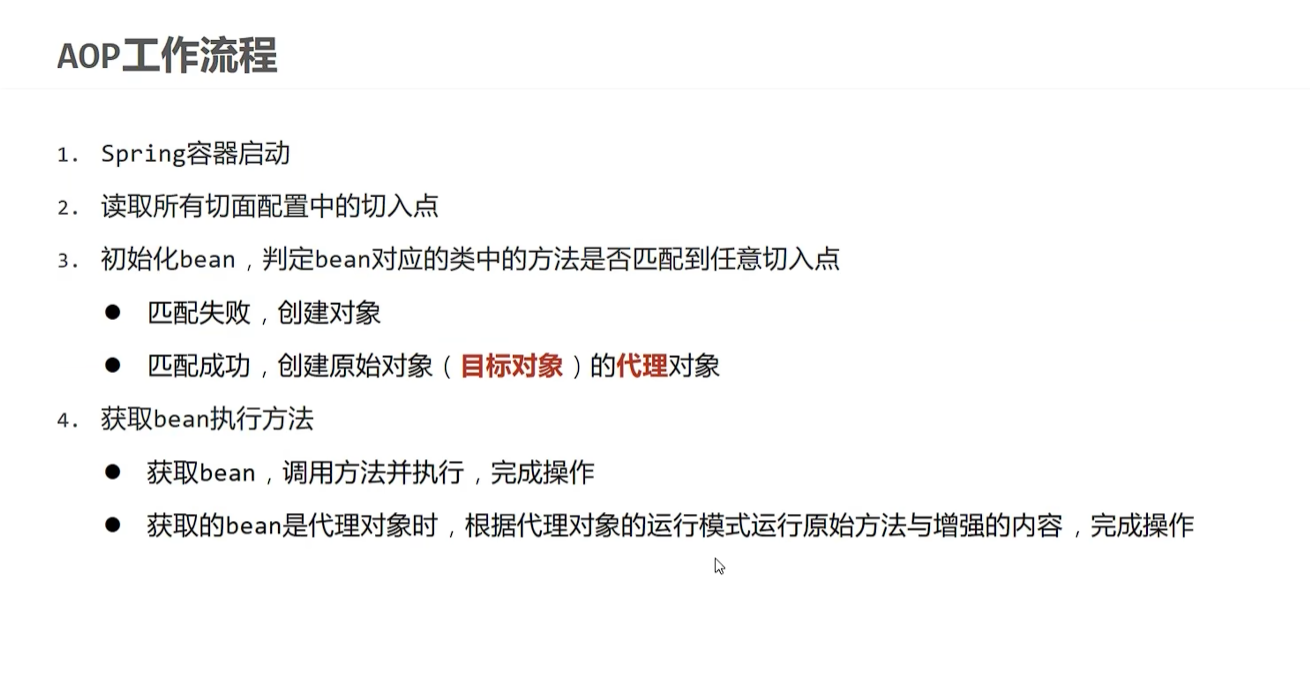 AOP工作流程
1. Spring容器启动
2. 读取所有切面配置中的切入点
3. 初始化bean，判定bean对应的类中的方法是否匹配到任意切入点
● 匹配失败，创建对象
● 匹配成功，创建原始对象（目标对象）的代理对象
4. 获取bean执行方法
● 获取bean，调用方法并执行，完成操作
● 获取的bean是代理对象时，根据代理对象的运行模式运行原始方法与增强的内容，完成操作